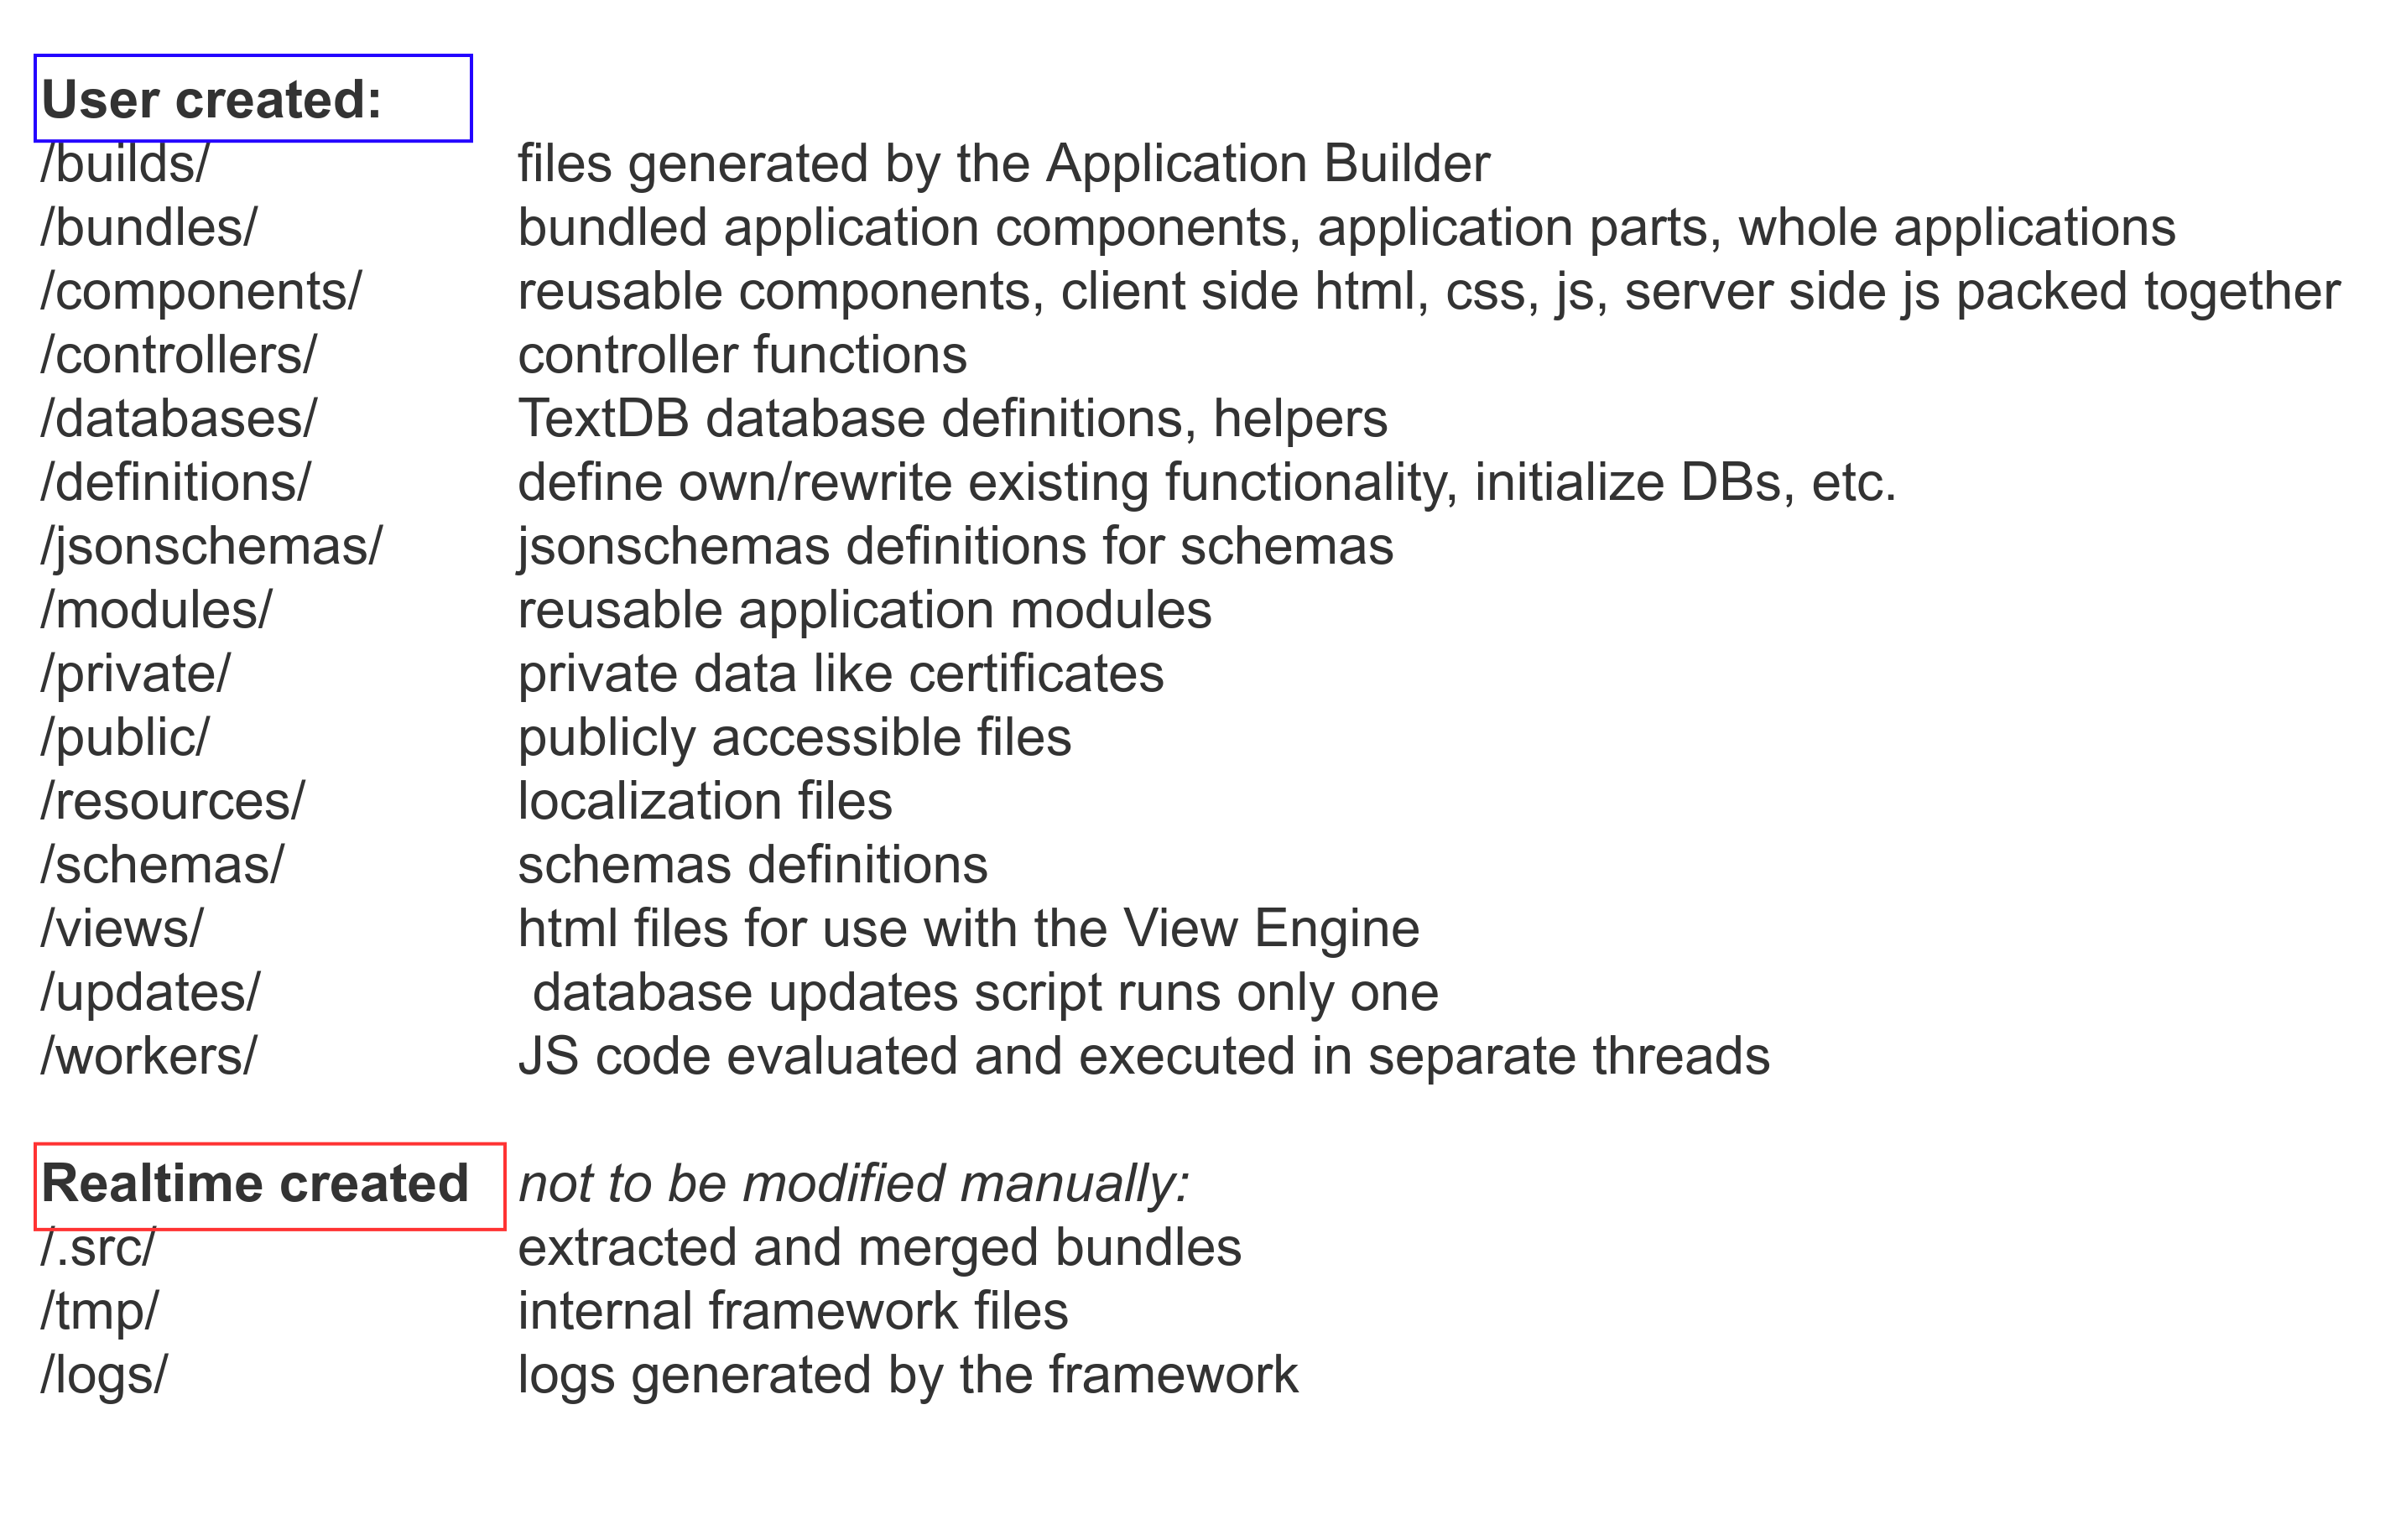 User created:
/builds/ files generated by the Application Builder
/bundles/ bundled application components, application parts, whole applications
/components/ reusable components, client side html, css, js, server side js packed together
/controllers/ controller functions
/databases/ TextDB database definitions, helpers
/definitions/ define own/rewrite existing functionality, initialize DBs, etc.
/jsonschemas/ jsonschemas definitions for schemas
/modules/ reusable application modules
/private/ private data like certificates
/public/ publicly accessible files
/resources/ localization files
/schemas/ schemas definitions
/views/ html files for use with the View Engine
/updates/ database updates script runs only one
/workers/ JS code evaluated and executed in separate threads
Realtime created not to be modified manually:
/.src/ extracted and merged bundles
/tmp/ internal framework files
/logs/ logs generated by the framework